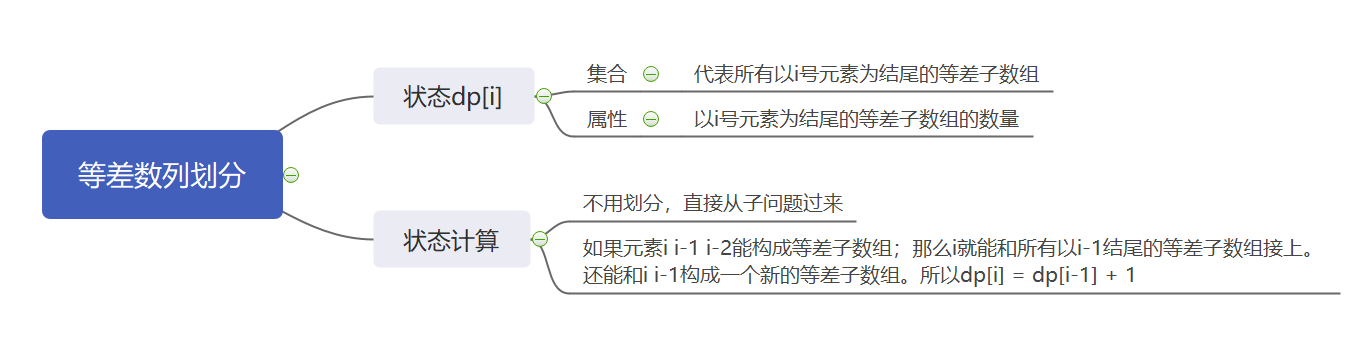 等差数列划分
状态dp[i]
集合
代表所有以i号元素为结尾的等差子数组
属性
以i号元素为结尾的等差子数组的数量
状态计算
不用划分，直接从子问题过来
如果元素i i-1 i-2能构成等差子数组；那么i就能和所有以i-1结尾的等差子数组接上。
还能和i i-1构成一个新的等差子数组。所以dp[i] = dp[i-1] + 1